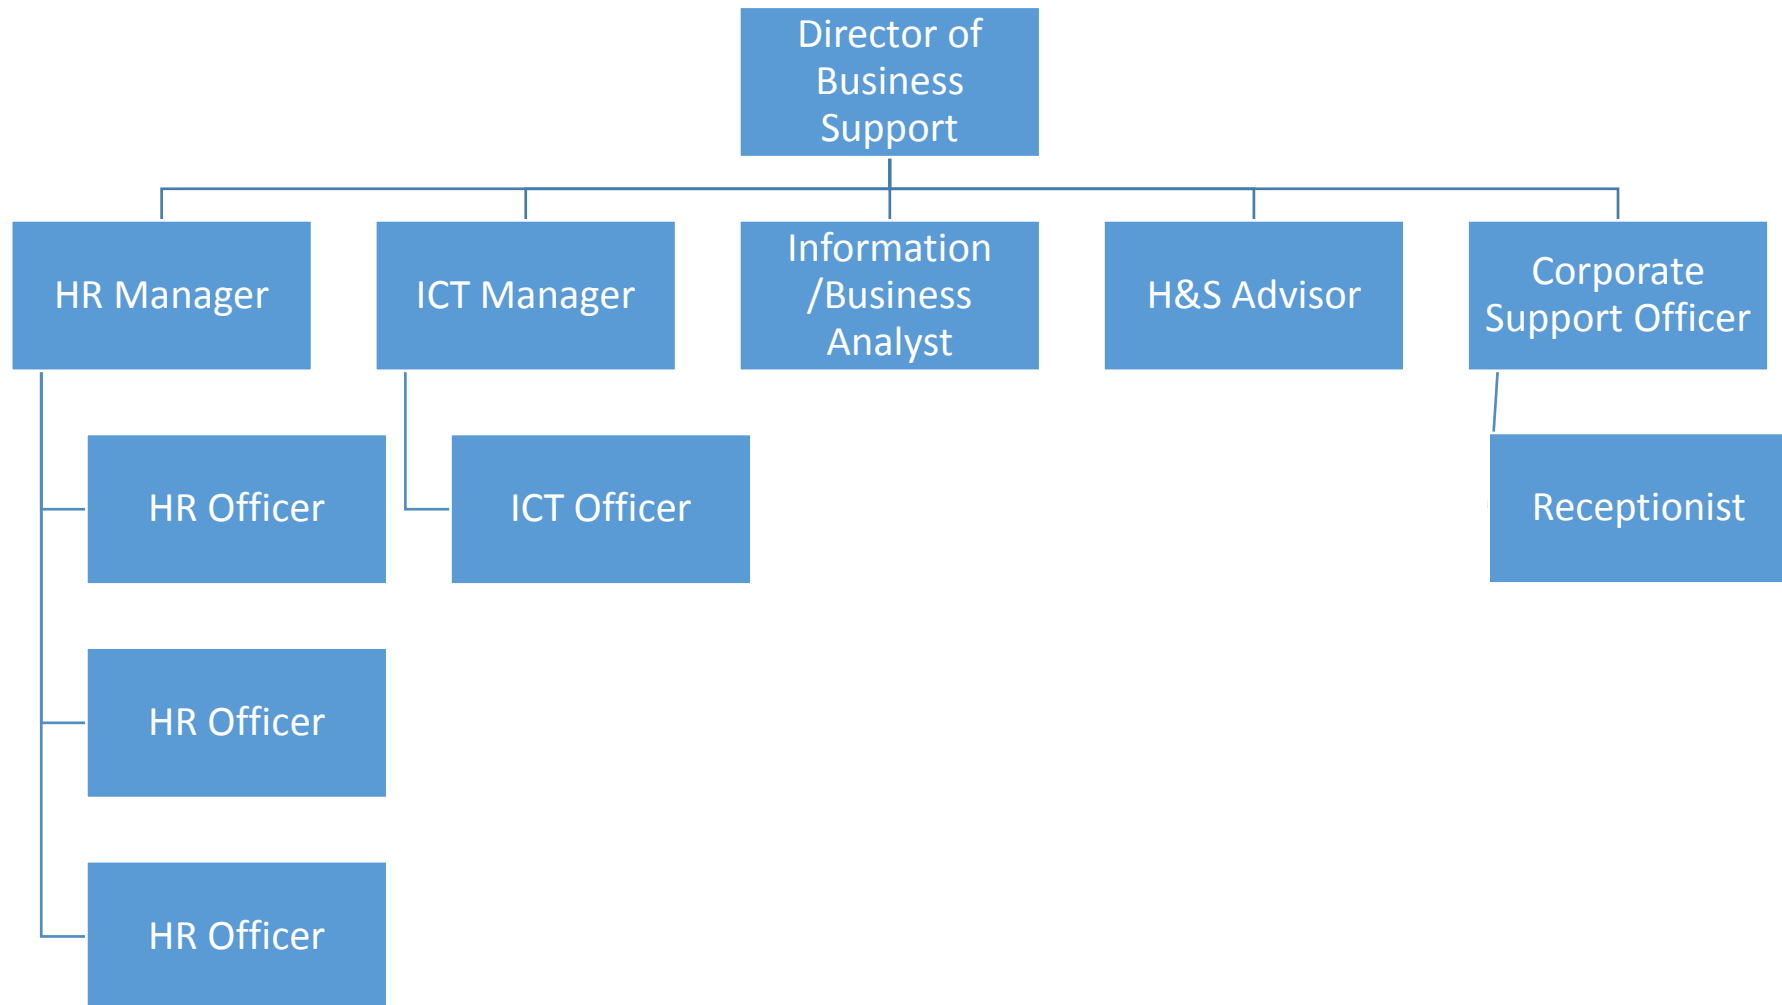 Director of
Business
Support
HR Manager
ICT Manager
Information
/Business
Analyst
H&S Advisor
Corporate
Support Officer
HR Officer
ICT Officer
Receptionist
HR Officer
HR Officer